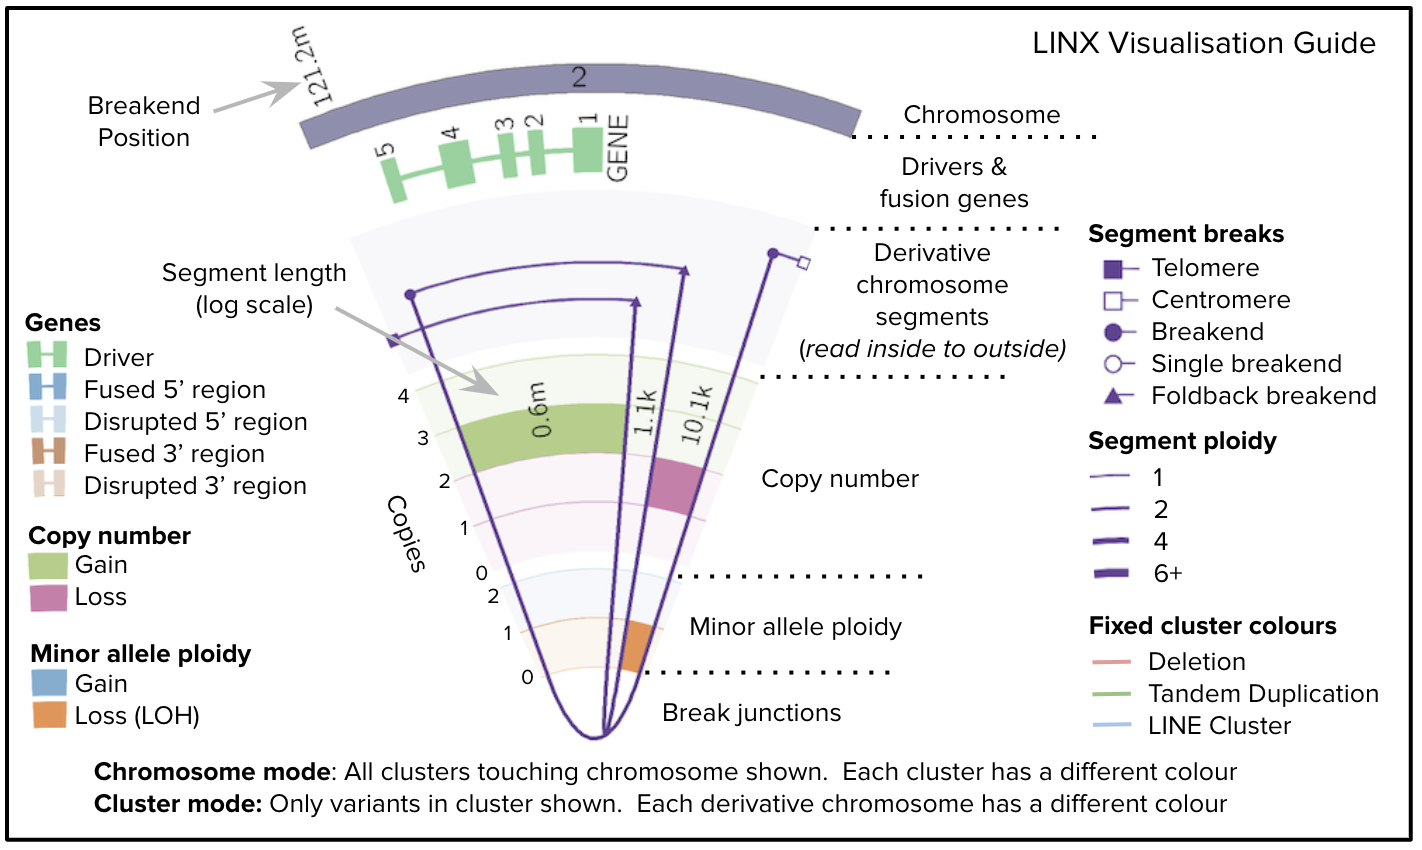 LINX Visualisation Guide
121.2m
2
Breakend
Position
Chromosome
5
4
3
2
1
GENE
Drivers &
fusion genes
Segment length
(log scale)
Derivative
chromosome
segments
(read inside to outside)
Genes
Driver
Fused 5’ region
Disrupted 5’ region
Fused 3’ region
Disrupted 3’ region
Copy number
Gain
Loss
Minor allele ploidy
Gain
Loss (LOH)
4
3
2
1
0
2
1
0
Copies
0.6m
1.1k
10.1k
Copy number
Minor allele ploidy
Break junctions
Segment breaks
Telomere
Centromere
Breakend
Single breakend
Foldback breakend
Segment ploidy
1
2
4
6+
Fixed cluster colours
Deletion
Tandem Duplication
LINE Cluster
Chromosome mode: All clusters touching chromosome shown.  Each cluster has a different colour
Cluster mode: Only variants in cluster shown.  Each derivative chromosome has a different colour